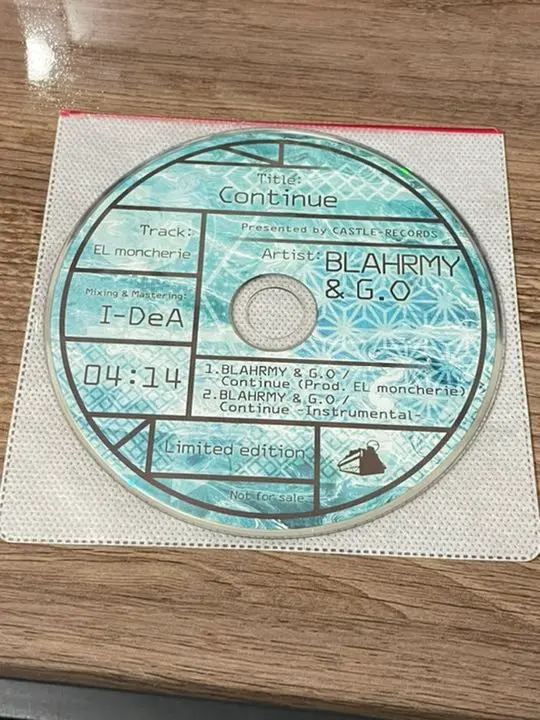 Title:
Continue
Presented by CASTLE-RECORDS
Track:
EL moncherie
Artist: BLAHRMY
& G.O
Mixing & Mastering:
I-DeA
04:14
1.BLAHRMY & G.O /
Continue (Prod. EL moncherie)
2.BLAHRMY & G.O /
Continue -Instrumental-
Limited edition
Not for sale